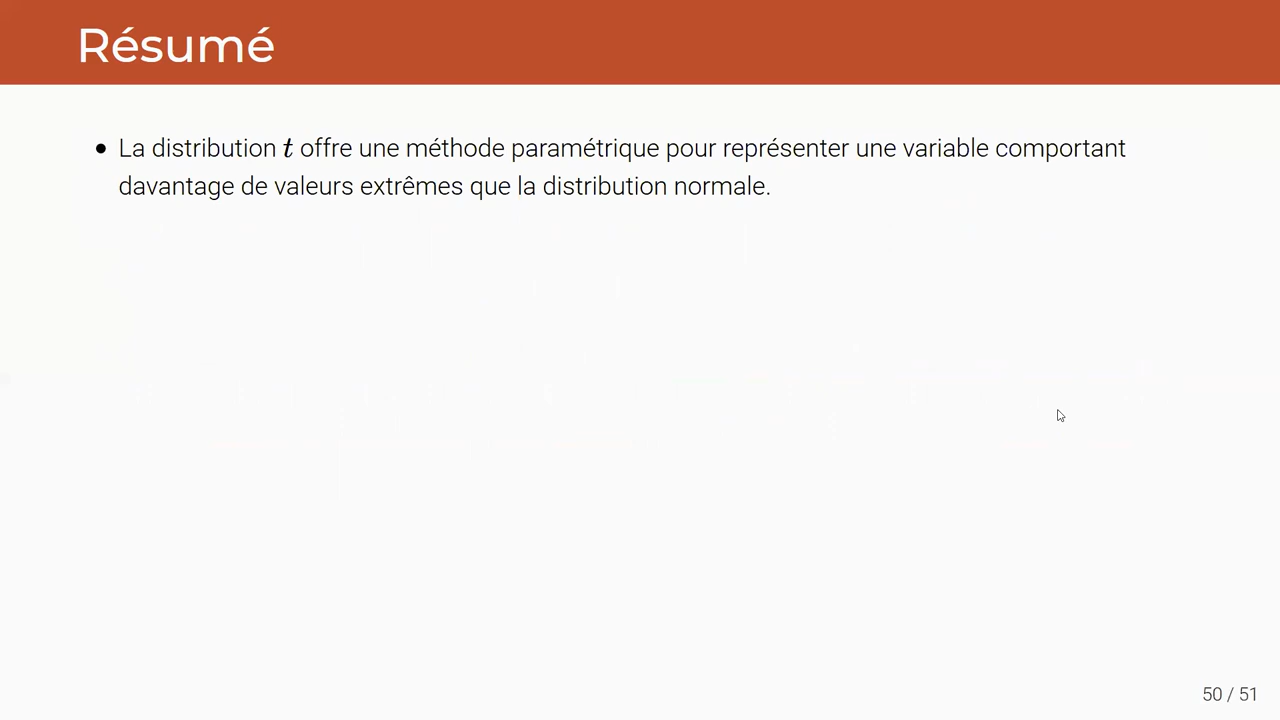 Résumé
• La distribution t offre une méthode paramétrique pour représenter une variable comportant
davantage de valeurs extrêmes que la distribution normale.
50 / 51